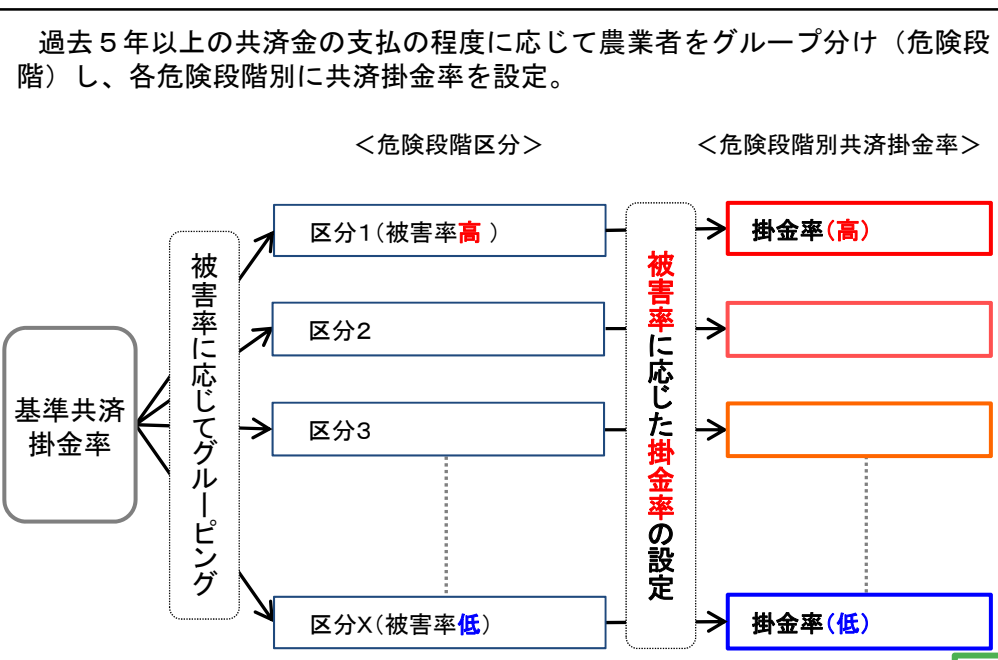 過去５年以上の共済金の支払の程度に応じて農業者をグループ分け（危険段
階）し、各危険段階別に共済掛金率を設定。
＜危険段階区分＞
＜危険段階別共済掛金率＞
基準共済
掛金率
被害率に応じてグルーピング
区分1（被害率高 ）
区分2
区分3
区分X（被害率低）
被害率に応じた掛金率の設定
掛金率（高）
掛金率（低）